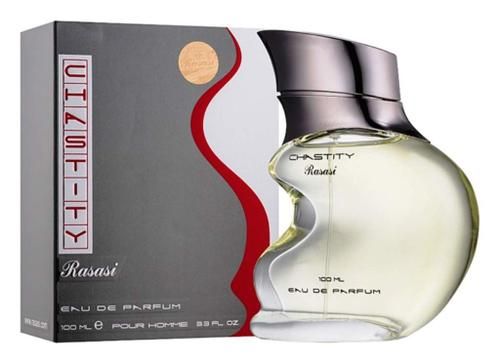 CHASTITY
Rasasi
EAU DE PARFUM
100 ML e POUR HOMME 3.3 FL OZ
Rasasi
CHASTITY
Rasasi
100 ML
EAU DE PARFUM